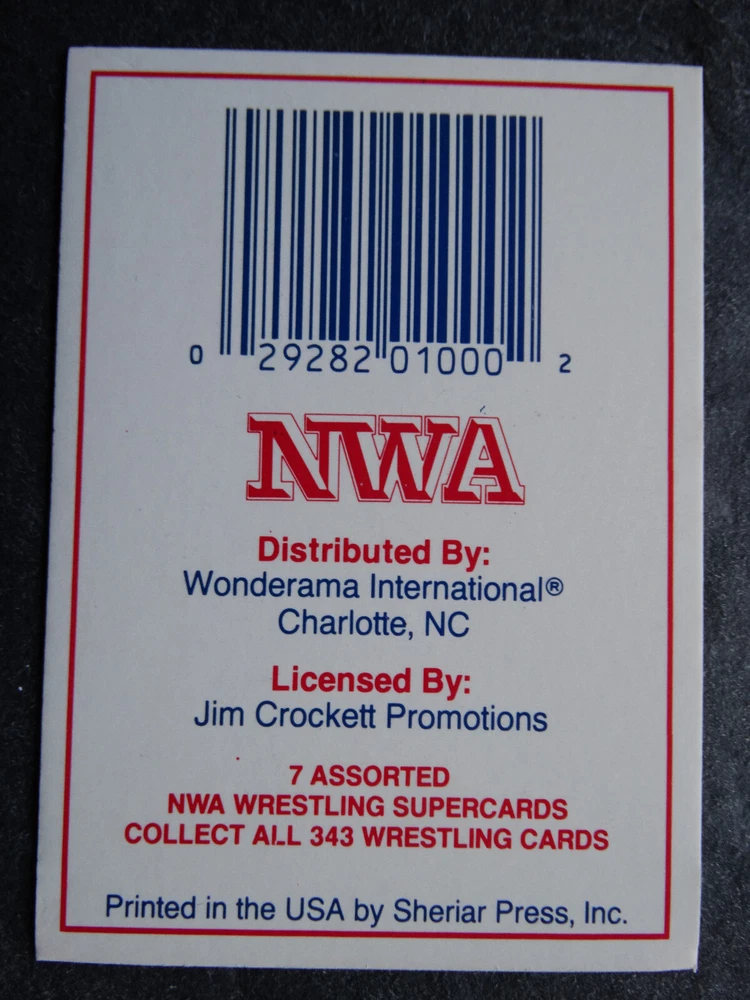 0 29282 01000 2
NWA
Distributed By:
Wonderama International®
Charlotte, NC
Licensed By:
Jim Crockett Promotions
7 ASSORTED
NWA WRESTLING SUPERCARDS
COLLECT ALL 343 WRESTLING CARDS
Printed in the USA by Sheriar Press, Inc.